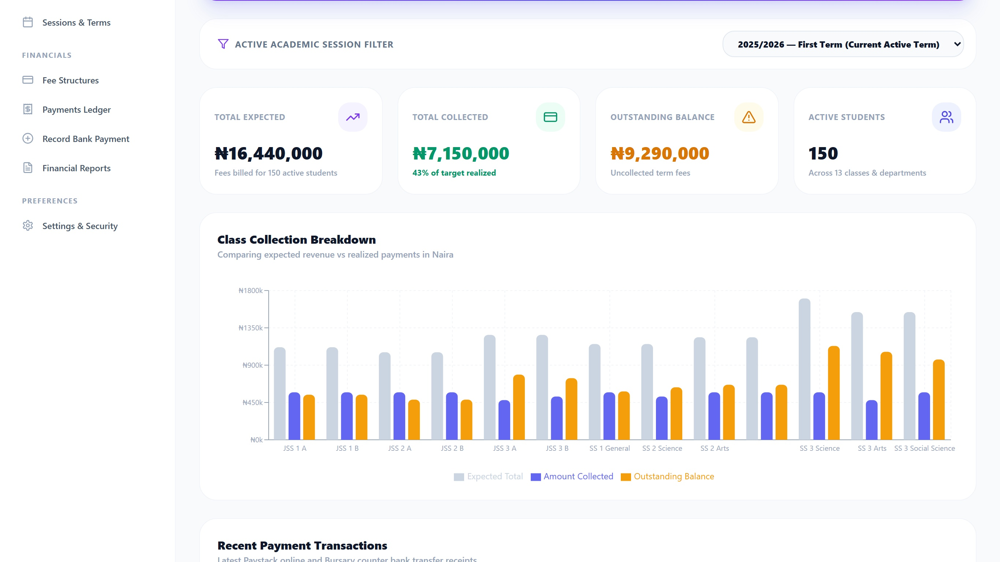 Sessions & Terms
FINANCIALS
Fee Structures
Payments Ledger
Record Bank Payment
Financial Reports
PREFERENCES
Settings & Security
ACTIVE ACADEMIC SESSION FILTER
2025/2026 — First Term (Current Active Term)
TOTAL EXPECTED
₦16,440,000
Fees billed for 150 active students
TOTAL COLLECTED
₦7,150,000
43% of target realized
OUTSTANDING BALANCE
₦9,290,000
Uncollected term fees
ACTIVE STUDENTS
150
Across 13 classes & departments
Class Collection Breakdown
Comparing expected revenue vs realized payments in Naira
₦1800k
₦1350k
₦900k
₦450k
₦0k
JSS 1 A JSS 1 B JSS 2 A JSS 2 B JSS 3 A JSS 3 B SS 1 General SS 2 Science SS 2 Arts SS 3 Science SS 3 Arts SS 3 Social Science
Expected Total Amount Collected Outstanding Balance
Recent Payment Transactions
Latest Paystack online and Bursary counter bank transfer receipts